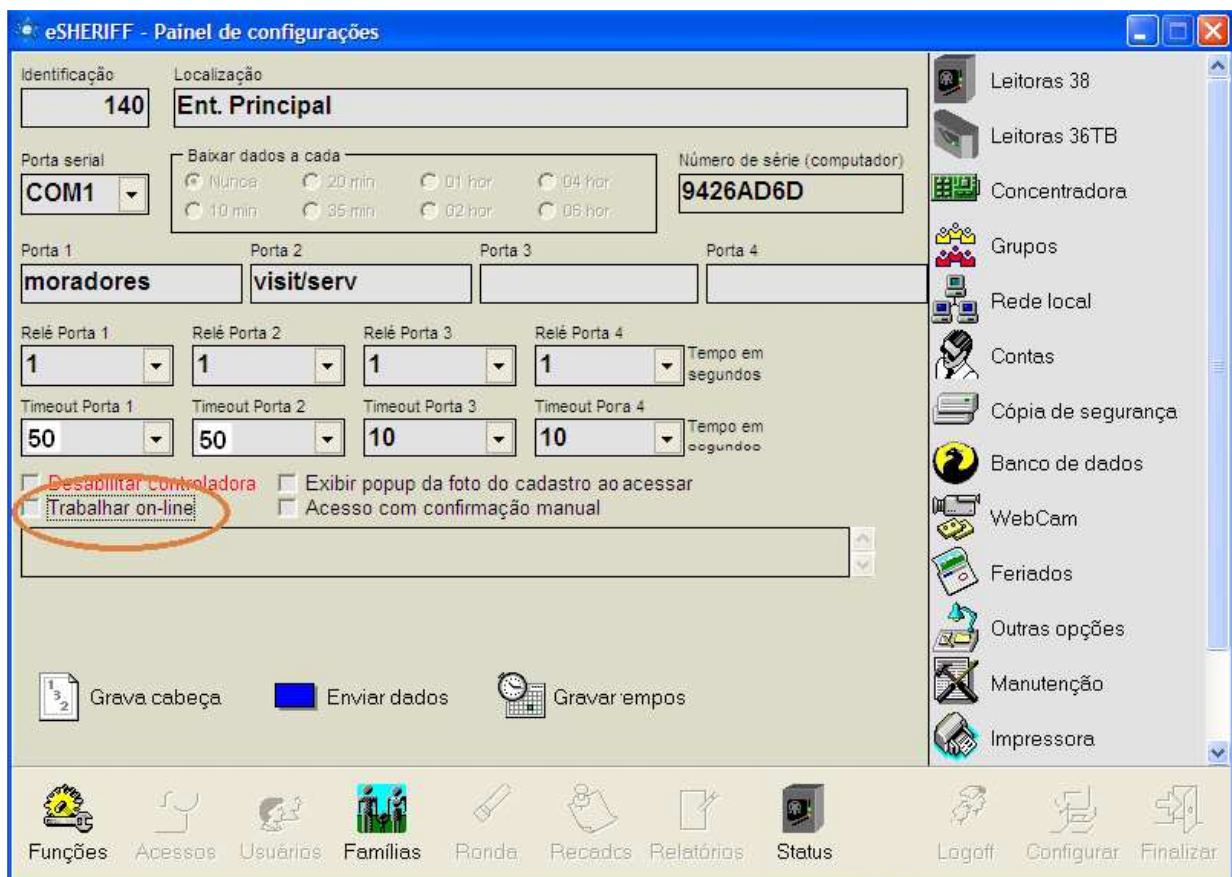 eSHERIFF - Painel de configurações
Identificação Localização
140 Ent. Principal
Porta serial Baixar dados a cada Número de série (computador)
COM1 Nunca 20 min 01 hor 04 hor 9426AD6D
10 min 35 min 02 hor 06 hor
Porta 1 Porta 2 Porta 3 Porta 4
moradores visit/serv
Relé Porta 1 Relé Porta 2 Relé Porta 3 Relé Porta 4
1 1 1 1 Tempo em
segundos
Timeout Porta 1 Timeout Porta 2 Timeout Porta 3 Timeout Pora 4
50 50 10 10 Tempo em
segundos
Desabilitar controladora Exibir popup da foto do cadastro ao acessar
Trabalhar on-line Acesso com confirmação manual
Grava cabeça Enviar dados Gravar empos
Leitoras 38
Leitoras 36TB
Concentradora
Grupos
Rede local
Contas
Cópia de segurança
Banco de dados
WebCam
Feriados
Outras opções
Manutenção
Impressora
Funções Acessos Usuários Famílias Ronda Recados Relatórios Status Logoff Configurar Finalizar